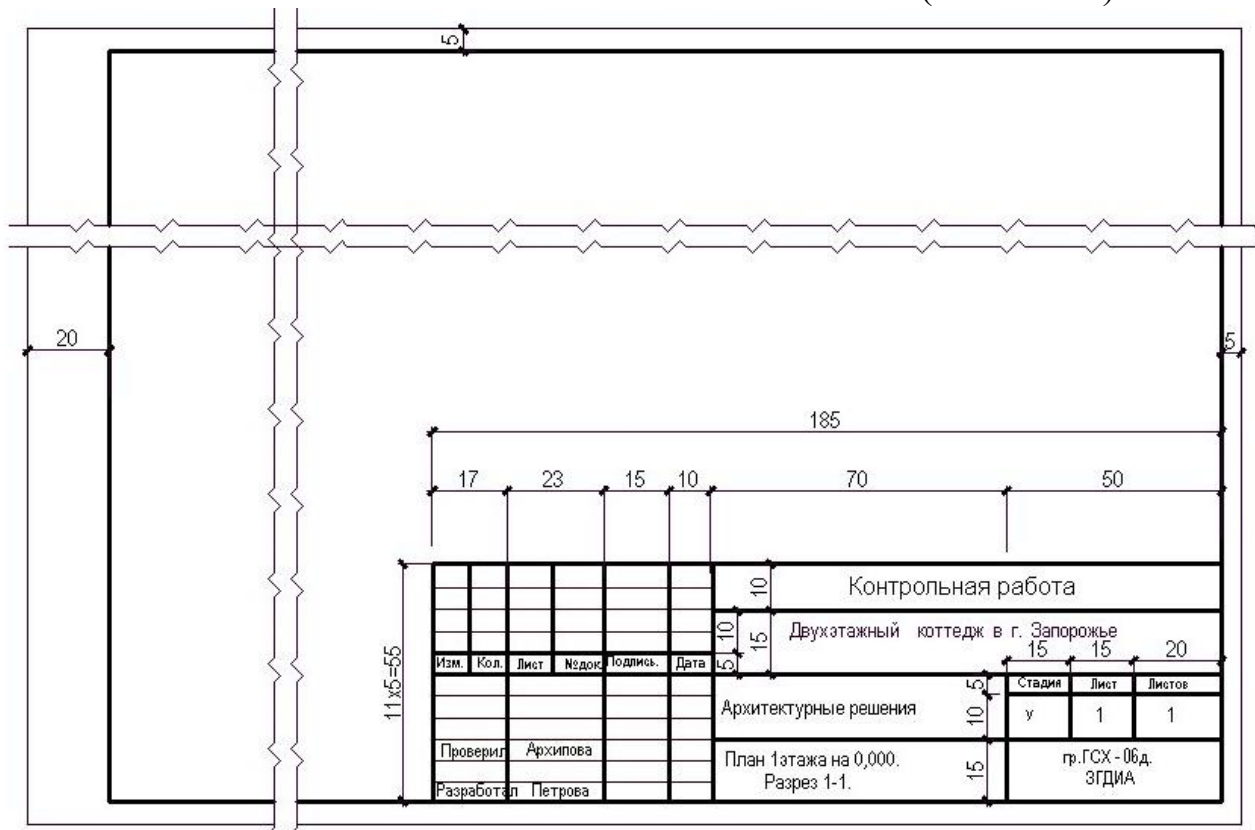 5
20
5
185
17 23 15 10 70 50
11х5=55
10 Контрольная работа
10 15 Двухэтажный коттедж в г. Запорожье
15 15 20
Изм. Кол. Лист №док. Подпись. Дата 5
5 Стадия Лист Листов
Архитектурные решения 10 У 1 1
Проверил Архипова
План 1этажа на 0,000. 15 гр.ГСХ - 06д.
Разрез 1-1. ЗГДИА
Разработал Петрова